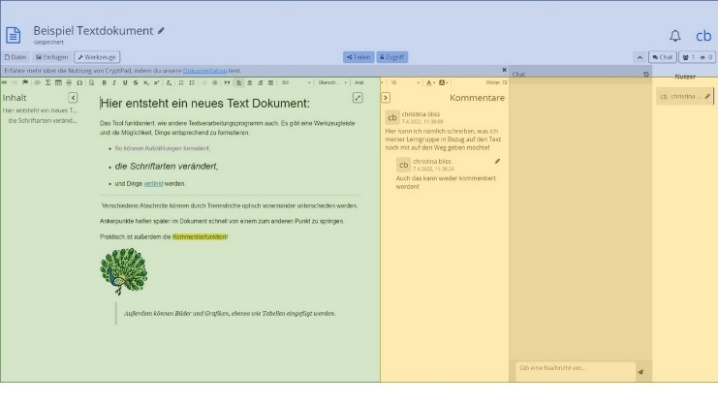 Beispiel Textdokument
Gespeichert
cb
Datei Einfügen Werkzeuge
Teilen Zugriff
Chat 1 0
Erfahre mehr über die Nutzung von CryptPad, indem du unsere Dokumentation liest.
Chat
Nutzer
Inhalt
Hier entsteht ein neues T...
die Schriftarten veränd...
Hier entsteht ein neues Text Dokument:
Das Tool funktioniert, wie andere Textverarbeitungsprogramm auch. Es gibt eine Werkzeugleiste
und die Möglichkeit, Dinge entsprechend zu formatieren.
So können Aufzählungen formatiert,
die Schriftarten verändert,
und Dinge verlinkt werden.
Verschiedene Abschnitte können durch Trennstriche optisch voneinander unterschieden werden.
Ankerpunkte helfen später im Dokument schnell von einem zum anderen Punkt zu springen.
Praktisch ist außerdem die Kommentierfunktion!
Außerdem können Bilder und Grafiken, ebenso wie Tabellen eingefügt werden.
Kommentare
cb christina bliss
7.4.2022, 11:38:08
Hier kann ich nämlich schreiben, was ich
meiner Lerngruppe in Bezug auf den Text
noch mit auf den Weg geben möchte!
cb christina bliss
7.4.2022, 11:38:24
Auch das kann wieder kommentiert
werden!
cb christina ...
Gib eine Nachricht ein...